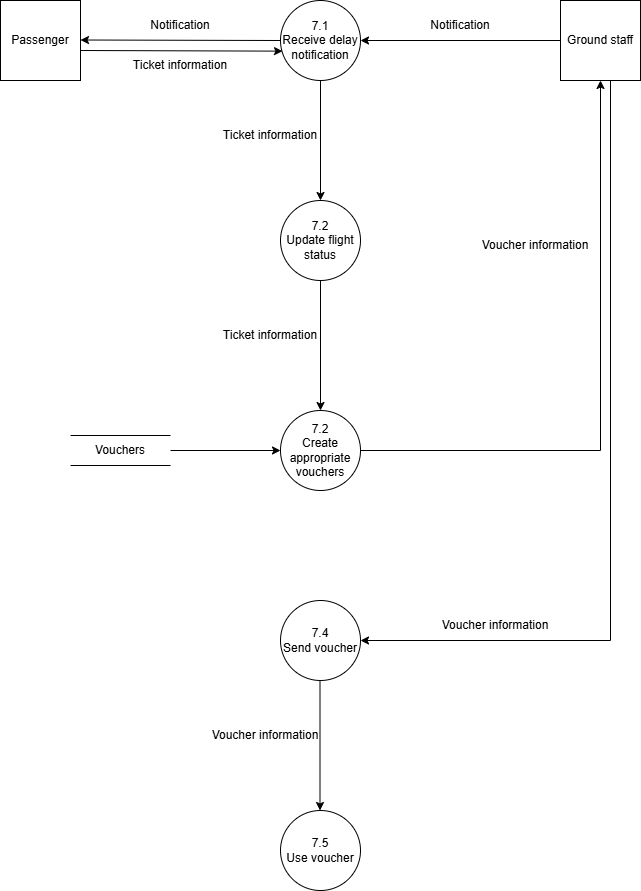 Passenger
Notification
Ticket information
7.1
Receive delay
notification
Notification
Ground staff
Ticket information
7.2
Update flight
status
Voucher information
Ticket information
Vouchers
7.2
Create
appropriate
vouchers
Voucher information
7.4
Send voucher
Voucher information
7.5
Use voucher